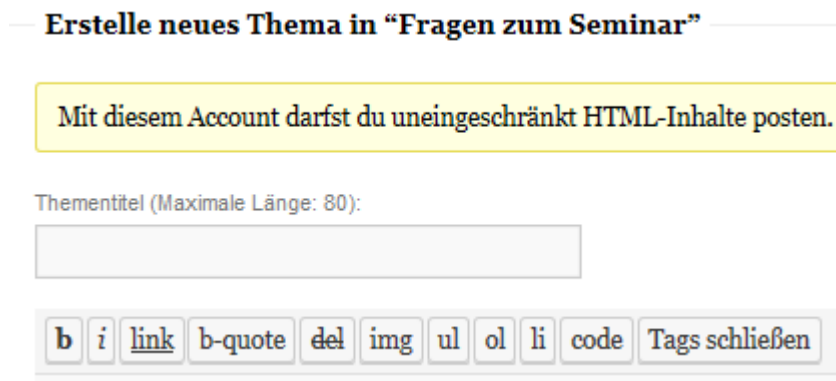 Erstelle neues Thema in “Fragen zum Seminar”
Mit diesem Account darfst du uneingeschränkt HTML-Inhalte posten.
Thementitel (Maximale Länge: 80):
b i link b-quote del img ul ol li code Tags schließen